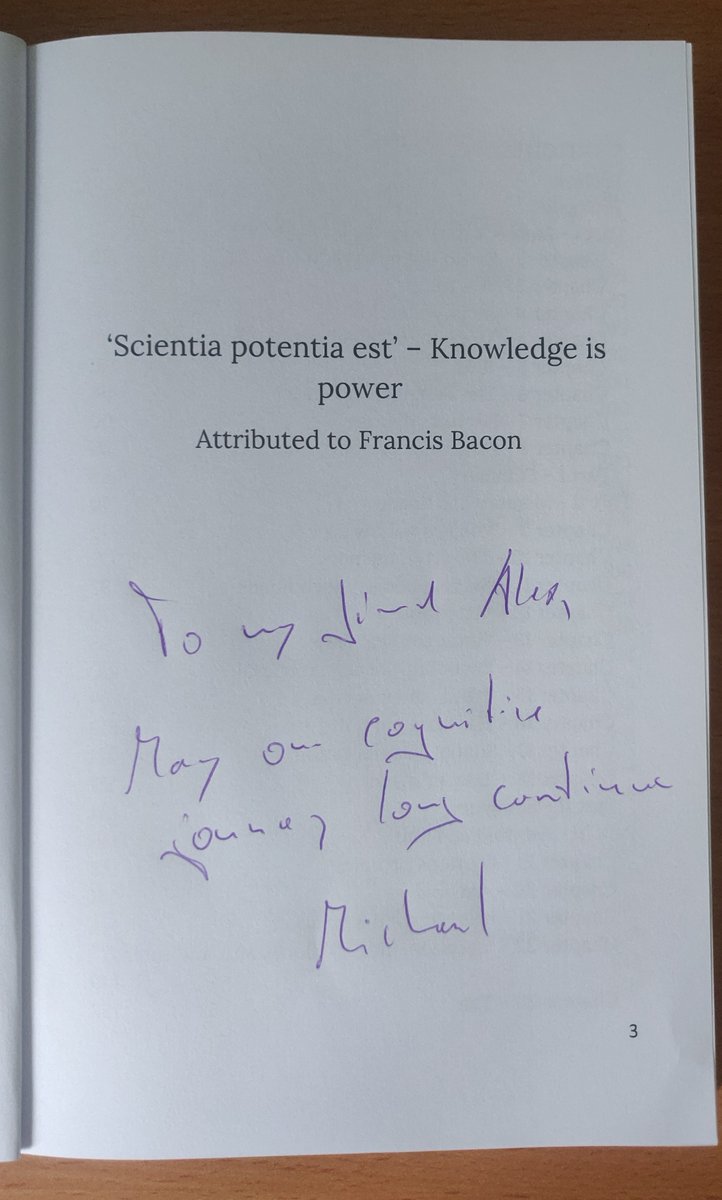 ‘Scientia potentia est’ – Knowledge is
power
Attributed to Francis Bacon
To my friend Alex,
May our cognitive
journey long continue
Michael
3